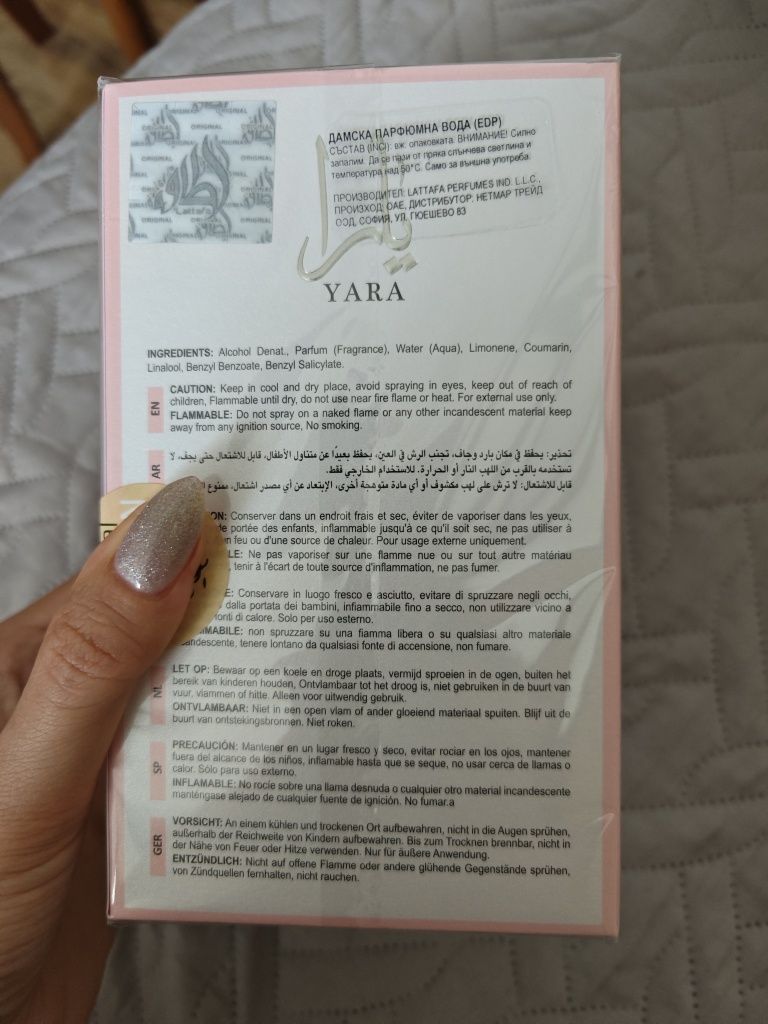 ORIGINAL
Lattafa
ДАМСКА ПАРФЮМНА ВОДА (EDP)
СЪСТАВ (INCI): вж. опаковката. ВНИМАНИЕ! Силно
запалим. Да се пази от пряка слънчева светлина и
температура над 50°C. Само за външна употреба.
ПРОИЗВОДИТЕЛ: LATTAFA PERFUMES IND. L.L.C.,
ПРОИЗХОД: ОАЕ, ДИСТРИБУТОР: НЕТМАР ТРЕЙД
ООД, СОФИЯ, УЛ. ГЮЕШЕВО 83
يارا
YARA
INGREDIENTS: Alcohol Denat., Parfum (Fragrance), Water (Aqua), Limonene, Coumarin,
Linalool, Benzyl Benzoate, Benzyl Salicylate.
EN
CAUTION: Keep in cool and dry place, avoid spraying in eyes, keep out of reach of
children, Flammable until dry, do not use near fire flame or heat. For external use only.
FLAMMABLE: Do not spray on a naked flame or any other incandescent material keep
away from any ignition source, No smoking.
AR
تحذير: يحفظ في مكان بارد وجاف، تجنب الرش في العين، يحفظ بعيداً عن متناول الأطفال، قابل للاشتعال حتى يجف، لا
تستخدمه بالقرب من اللهب النار أو الحرارة. للاستخدام الخارجي فقط.
قابل للاشتعال: لا ترش على لهب مكشوف أو أي مادة متوهجة أخرى، الإبتعاد عن أي مصدر اشتعال، ممنوع
ON: Conserver dans un endroit frais et sec, éviter de vaporiser dans les yeux,
de portée des enfants, inflammable jusqu'à ce qu'il soit sec, ne pas utiliser à
n feu ou d'une source de chaleur. Pour usage externe uniquement.
LE: Ne pas vaporiser sur une flamme nue ou sur tout autre matériau
, tenir à l'écart de toute source d'inflammation, ne pas fumer.
E: Conservare in luogo fresco e asciutto, evitare di spruzzare negli occhi,
dalla portata dei bambini, infiammabile fino a secco, non utilizzare vicino a
fonti di calore. Solo per uso esterno.
MMABILE: non spruzzare su una fiamma libera o su qualsiasi altro materiale
candescente, tenere lontano da qualsiasi fonte di accensione, non fumare.
NL
LET OP: Bewaar op een koele en droge plaats, vermijd sproeien in de ogen, buiten het
bereik van kinderen houden, Ontvlambaar tot het droog is, niet gebruiken in de buurt van
vuur, vlammen of hitte. Alleen voor uitwendig gebruik.
ONTVLAMBAAR: Niet in een open vlam of ander gloeiend materiaal spuiten. Blijf uit de
buurt van ontstekingsbronnen. Niet roken.
SP
PRECAUCIÓN: Mantener en un lugar fresco y seco, evitar rociar en los ojos, mantener
fuera del alcance de los niños, inflamable hasta que se seque, no usar cerca de llamas o
calor. Sólo para uso externo.
INFLAMABLE: No rocíe sobre una llama desnuda o cualquier otro material incandescente
manténgase alejado de cualquier fuente de ignición. No fumar.a
GER
VORSICHT: An einem kühlen und trockenen Ort aufbewahren, nicht in die Augen sprühen,
außerhalb der Reichweite von Kindern aufbewahren. Bis zum Trocknen brennbar, nicht in
der Nähe von Feuer oder Hitze verwenden. Nur für äußere Anwendung.
ENTZÜNDLICH: Nicht auf offene Flamme oder andere glühende Gegenstände sprühen,
von Zündquellen fernhalten, nicht rauchen.